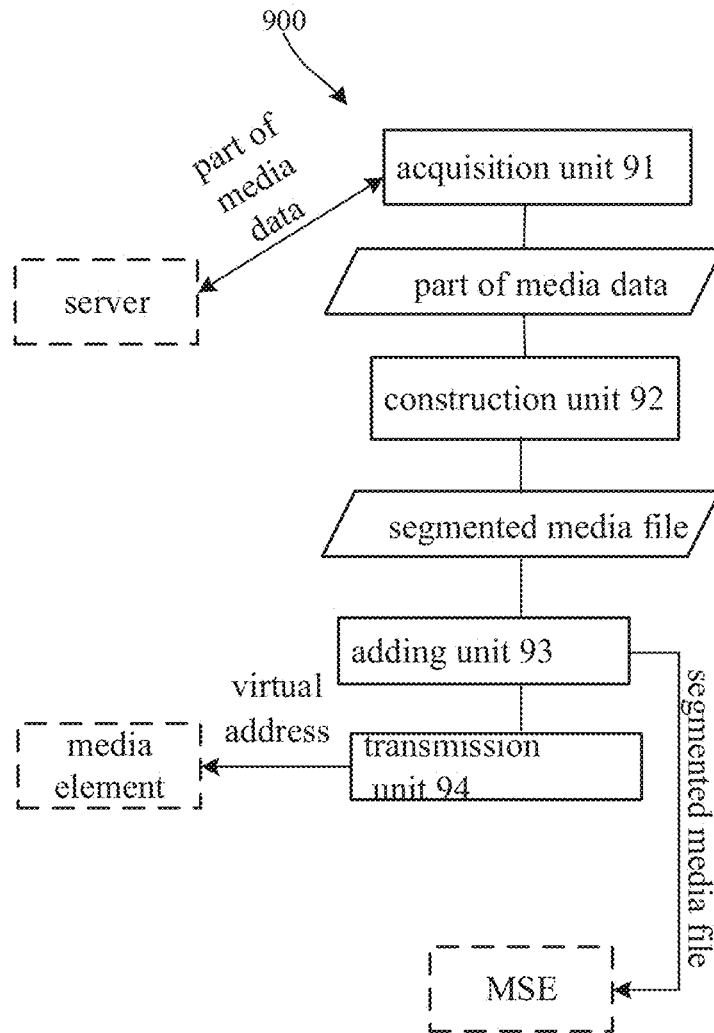 900
part of
media
data
acquisition unit 91
server
part of media data
construction unit 92
segmented media file
adding unit 93
virtual
address
media
element
transmission
unit 94
segmented media file
MSE